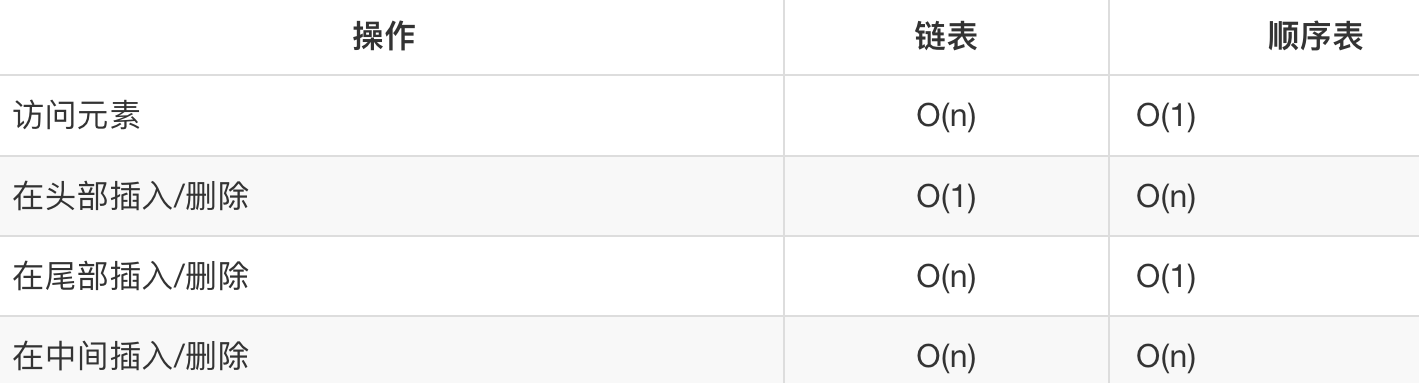 操作 链表 顺序表
访问元素 O(n) O(1)
在头部插入/删除 O(1) O(n)
在尾部插入/删除 O(n) O(1)
在中间插入/删除 O(n) O(n)